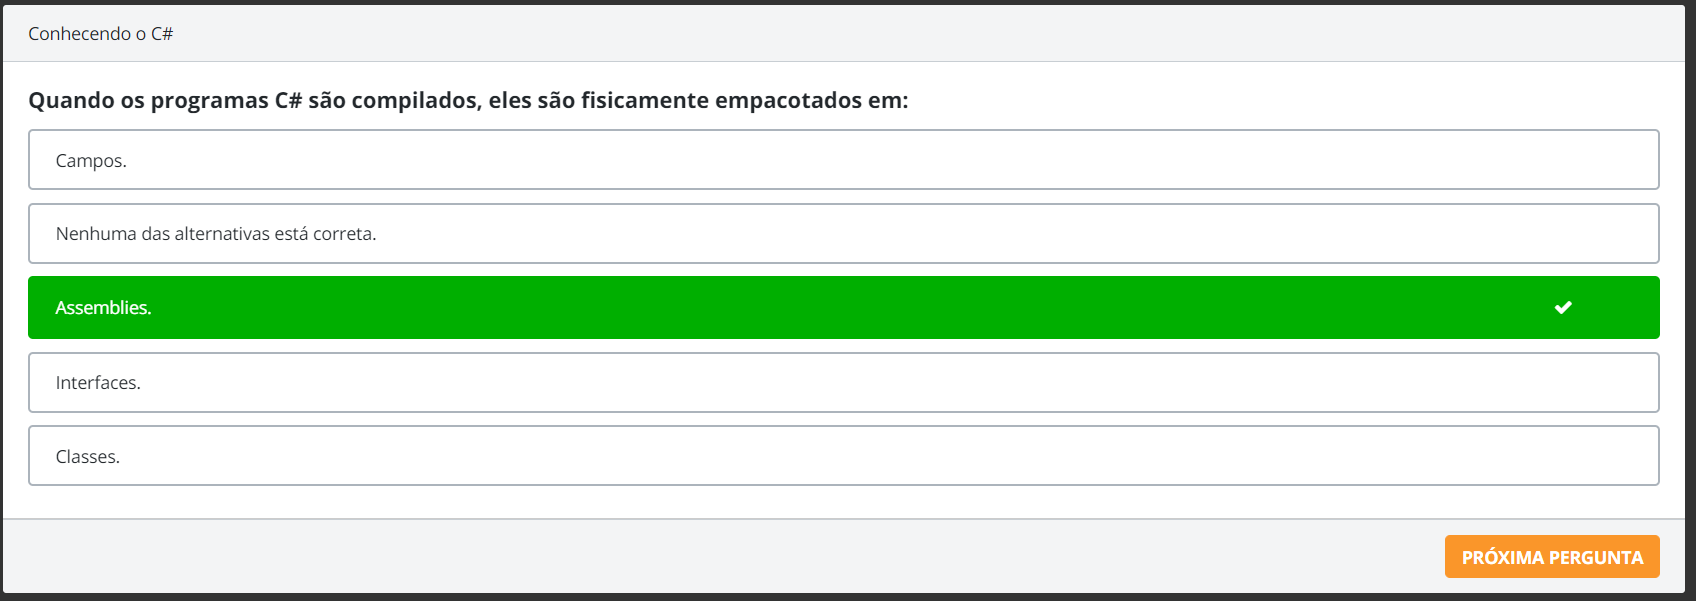 Conhecendo o C#
Quando os programas C# são compilados, eles são fisicamente empacotados em:
Campos.
Nenhuma das alternativas está correta.
Assemblies.
Interfaces.
Classes.
PRÓXIMA PERGUNTA